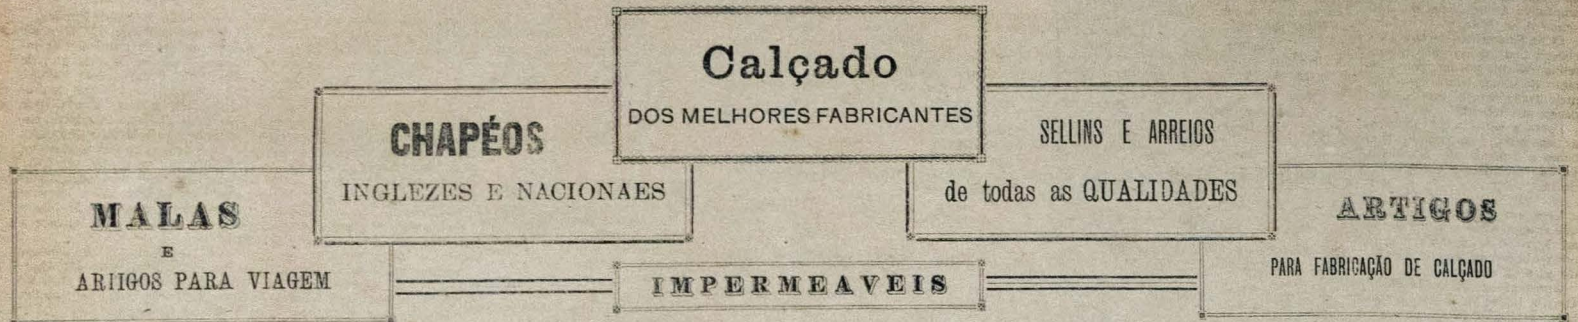 Calçado
DOS MELHORES FABRICANTES
CHAPÉOS
INGLEZES E NACIONAES
SELLINS E ARREIOS
de todas as QUALIDADES
MALAS
E
ARIIGOS PARA VIAGEM
ARTIGOS
PARA FABRICAÇÃO DE CALÇADO
IMPERMEAVEIS